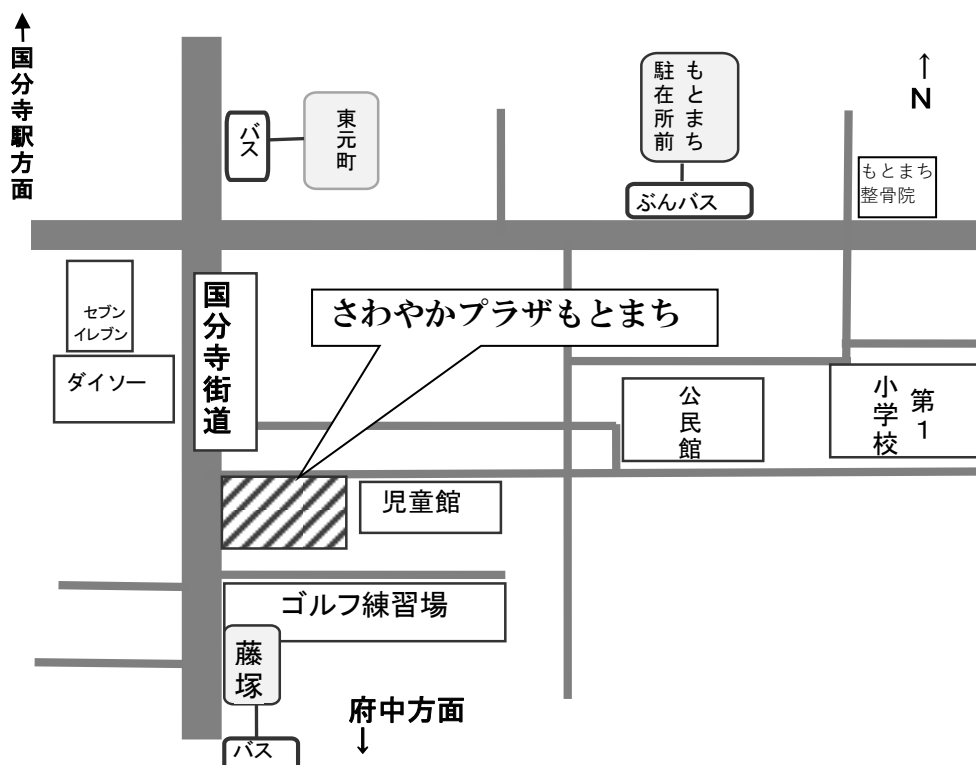 ↑
国分寺駅方面
バス
東元町
もとまち
駐在所前
ぶんバス
↑
N
もとまち
整骨院
セブン
イレブン
ダイソー
国分寺街道
さわやかプラザもとまち
公民館
第1
小学校
児童館
ゴルフ練習場
藤塚
バス
府中方面
↓